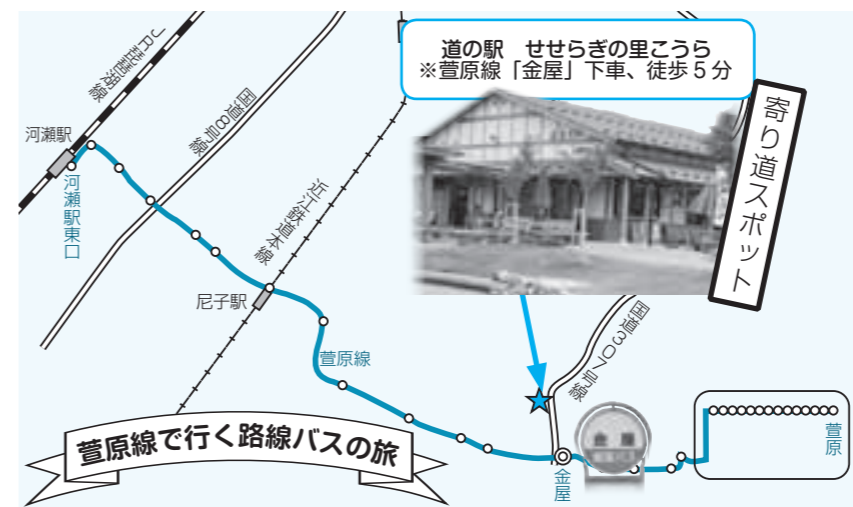 道の駅　せせらぎの里こうら
※萱原線「金屋」下車、徒歩５分
寄り道スポット
JR琵琶湖線
国道8号線
河瀬駅
河瀬駅東口
近江鉄道本線
尼子駅
国道307号線
萱原線
萱原線で行く路線バスの旅
金屋
金屋
萱原